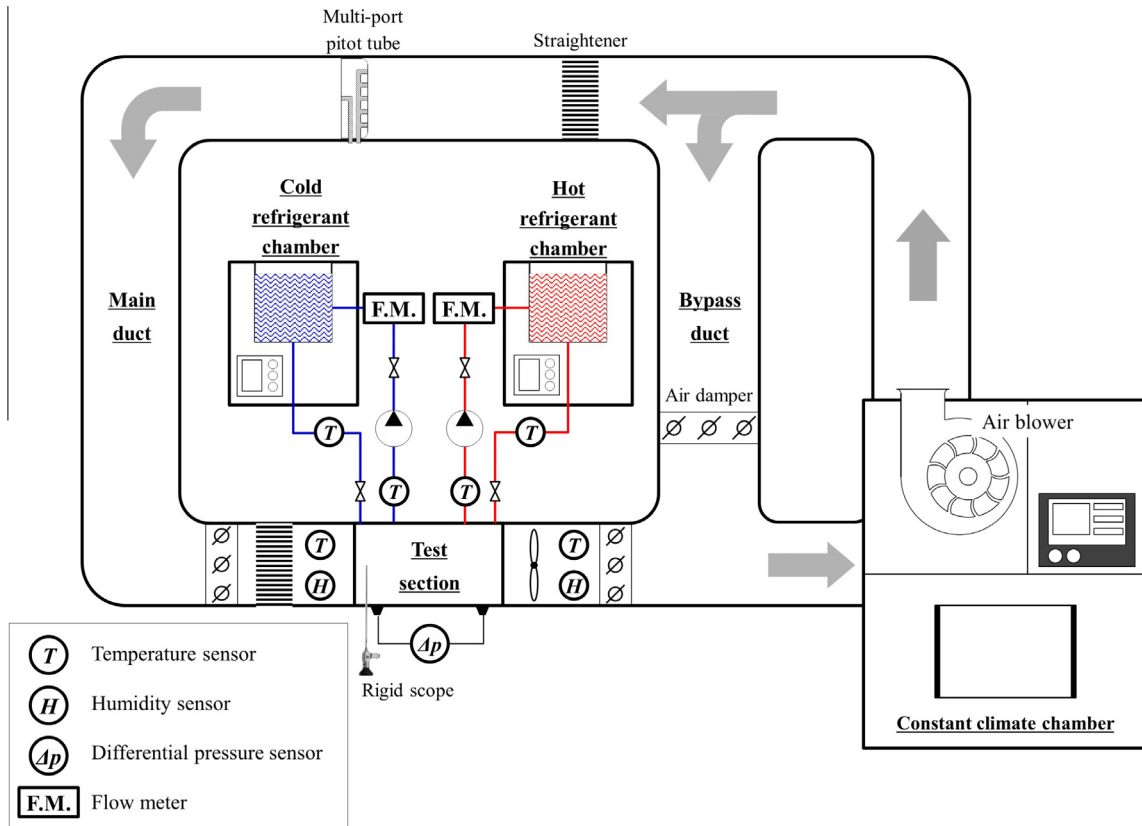 Multi-port
pitot tube
Straightener
Cold
refrigerant
chamber
Hot
refrigerant
chamber
Main
duct
F.M.
F.M.
Bypass
duct
Air damper
Air blower
T
T
T
T
T
H
Test
section
T
H
Δp
Rigid scope
Constant climate chamber
T Temperature sensor
H Humidity sensor
Δp Differential pressure sensor
F.M. Flow meter